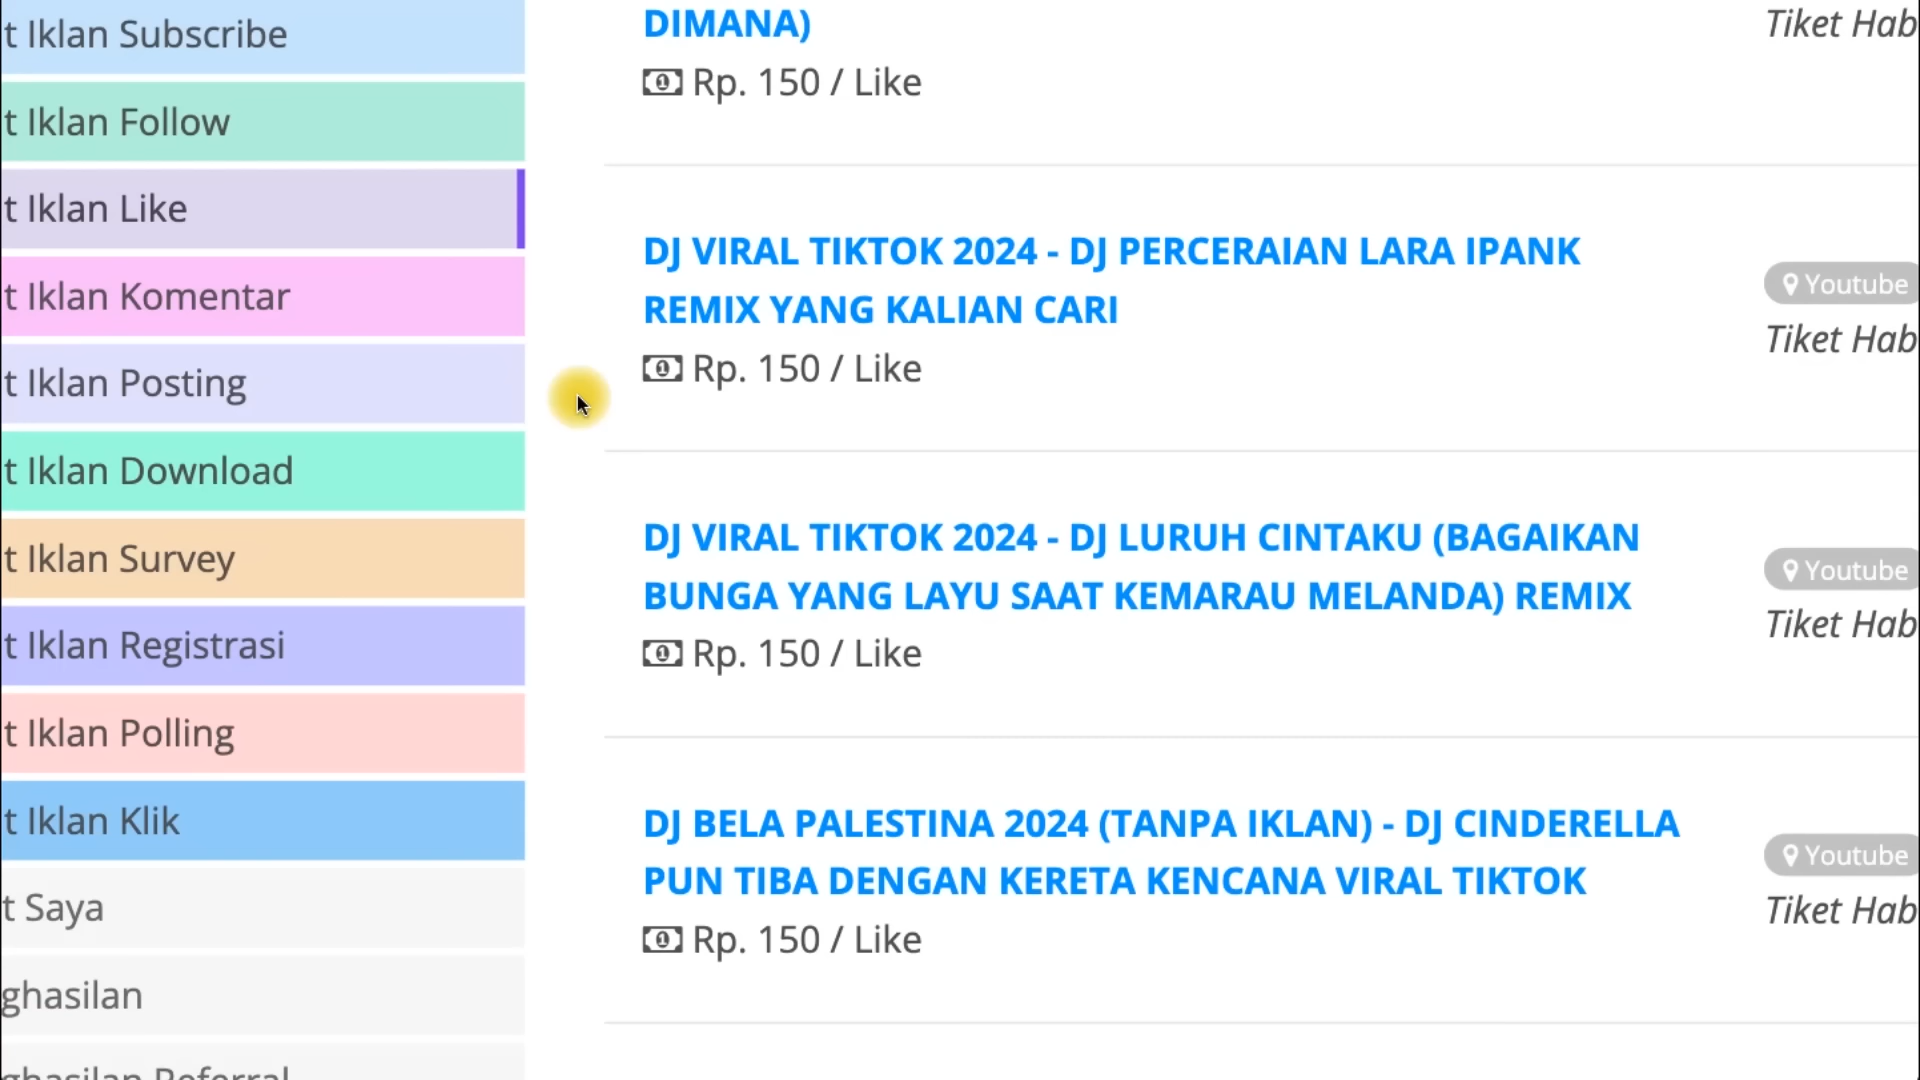 t Iklan Subscribe
t Iklan Follow
t Iklan Like
t Iklan Komentar
t Iklan Posting
t Iklan Download
t Iklan Survey
t Iklan Registrasi
t Iklan Polling
t Iklan Klik
t Saya
ghasilan
ghasilan Referral
DIMANA)
Rp. 150 / Like
Tiket Hab
DJ VIRAL TIKTOK 2024 - DJ PERCERAIAN LARA IPANK
REMIX YANG KALIAN CARI
Rp. 150 / Like
Youtube
Tiket Hab
DJ VIRAL TIKTOK 2024 - DJ LURUH CINTAKU (BAGAIKAN
BUNGA YANG LAYU SAAT KEMARAU MELANDA) REMIX
Rp. 150 / Like
Youtube
Tiket Hab
DJ BELA PALESTINA 2024 (TANPA IKLAN) - DJ CINDERELLA
PUN TIBA DENGAN KERETA KENCANA VIRAL TIKTOK
Rp. 150 / Like
Youtube
Tiket Hab